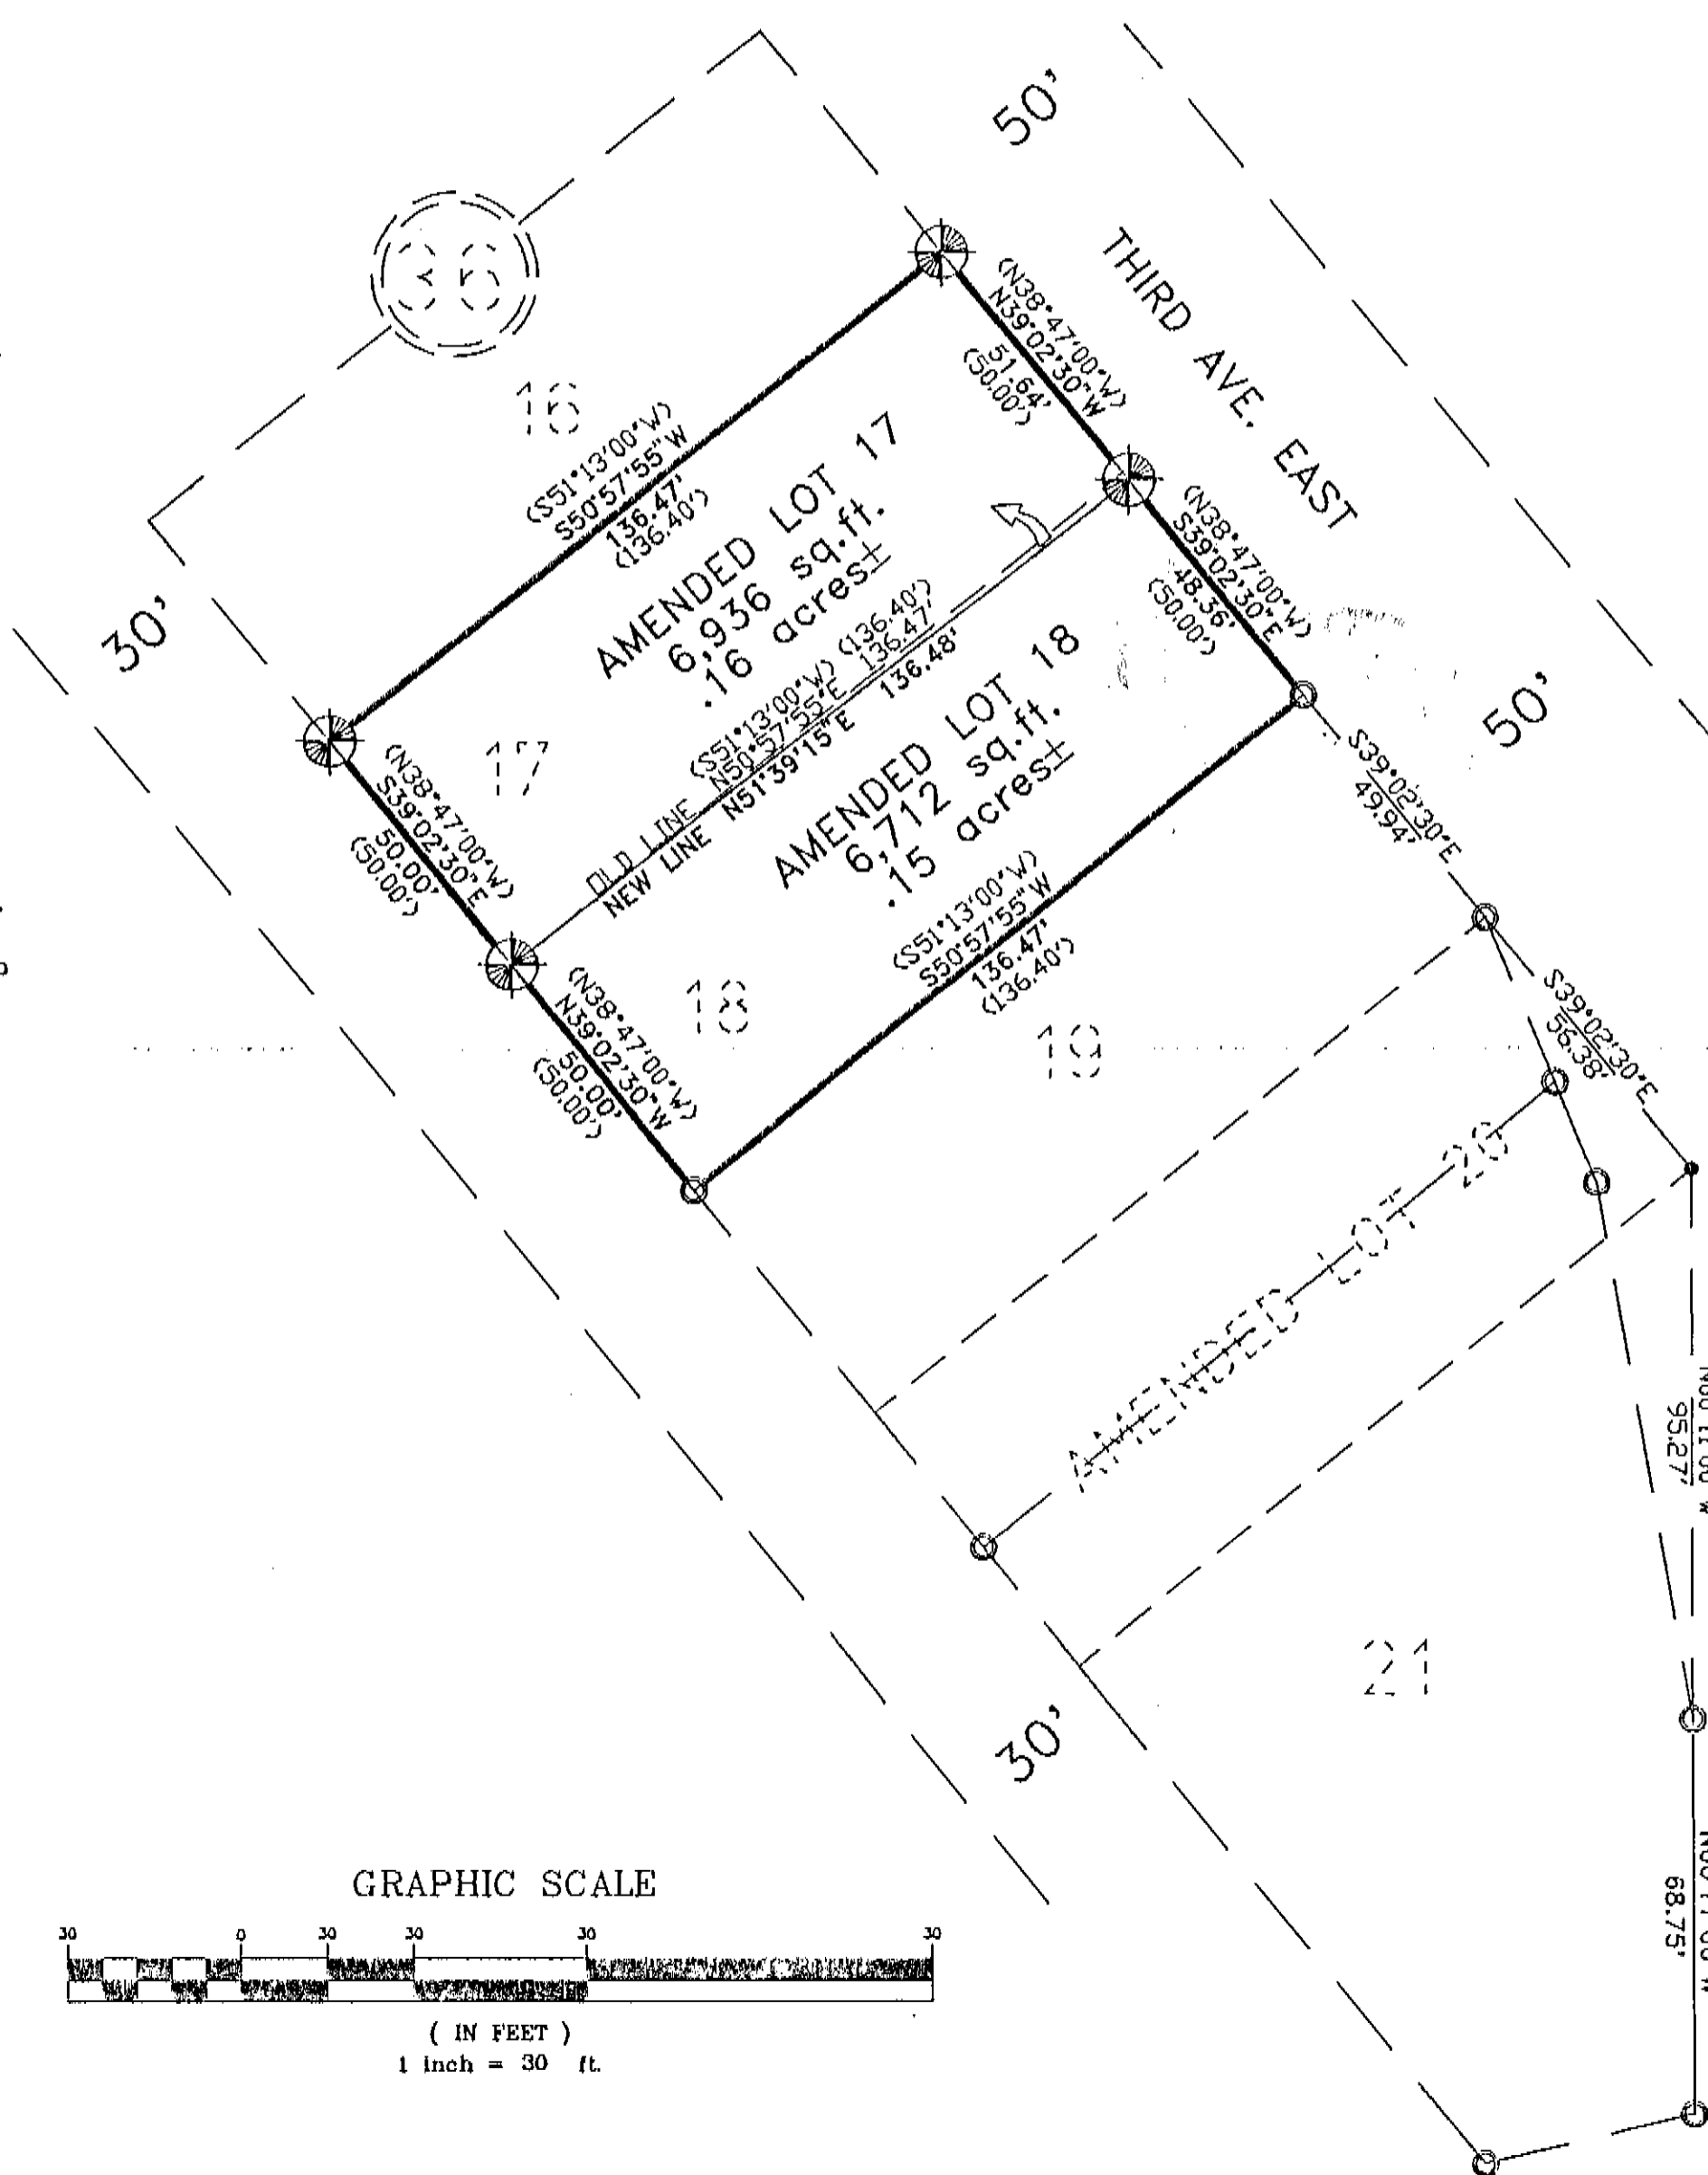 50'
THIRD AVE. EAST
36
16
(N38°47'00"W)
N39°02'30"W
51.64'
(50.00')
(S51°13'00"W)
S50°57'55"W
136.47'
(136.40')
AMENDED LOT 17
6,936 sq.ft.
.16 acres±
(N38°47'00"W)
S39°02'30"E
48.36'
(50.00')
30'
17
(N38°47'00"W)
S39°02'30"E
50.00'
(50.00')
(S51°13'00"W) (136.40')
OLD LINE N50°57'55"E 136.47'
NEW LINE N51°39'15"E 136.48'
AMENDED LOT 18
6,712 sq.ft.
.15 acres±
50'
S39°02'30"E
49.94'
(S51°13'00"W)
S50°57'55"W
136.47'
(136.40')
18
(N38°47'00"W)
N39°02'30"W
50.00'
(50.00')
19
S39°02'30"E
56.38'
AMENDED LOT 20
95.27'
21
30'
68.75'
GRAPHIC SCALE
30 0 30 30 30 30
( IN FEET )
1 inch = 30 ft.